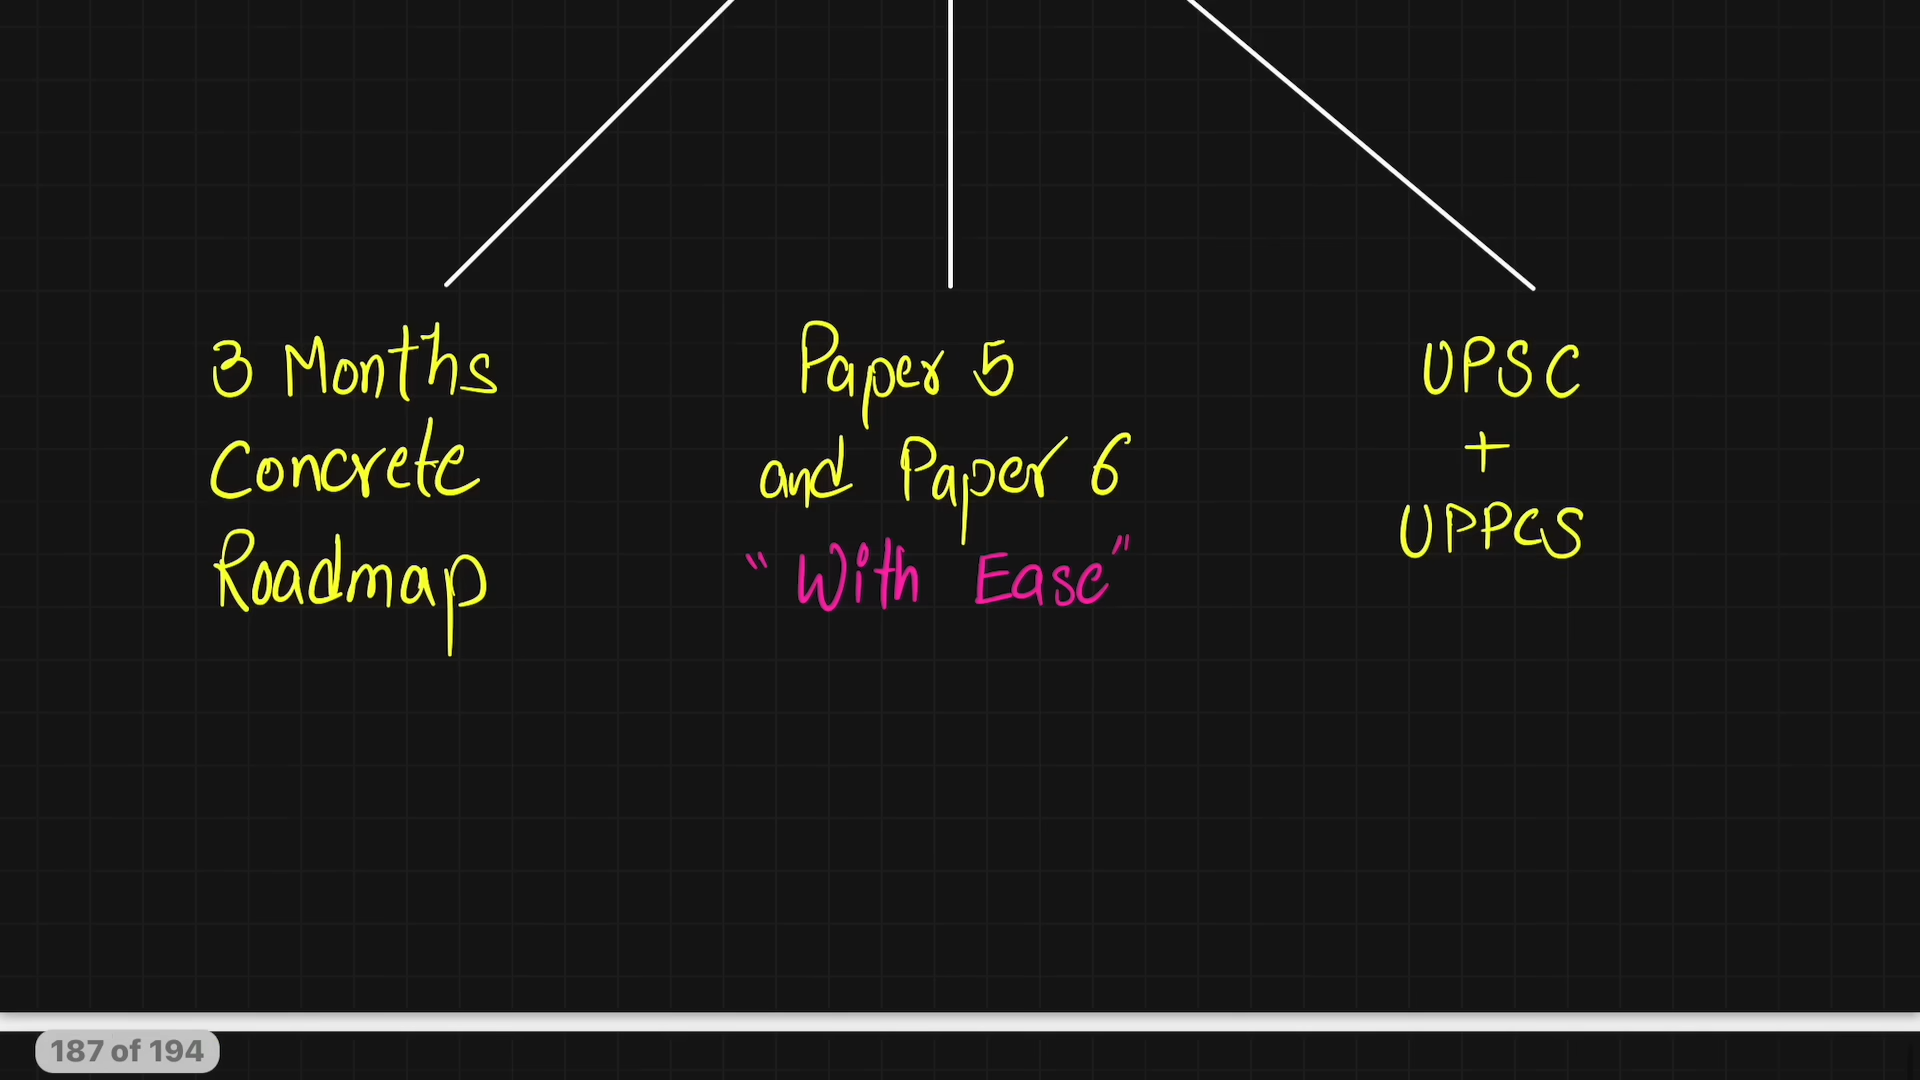 3 Months
Concrete
Roadmap
Paper 5
and Paper 6
"With Ease"
UPSC
+
UPPCS
187 of 194